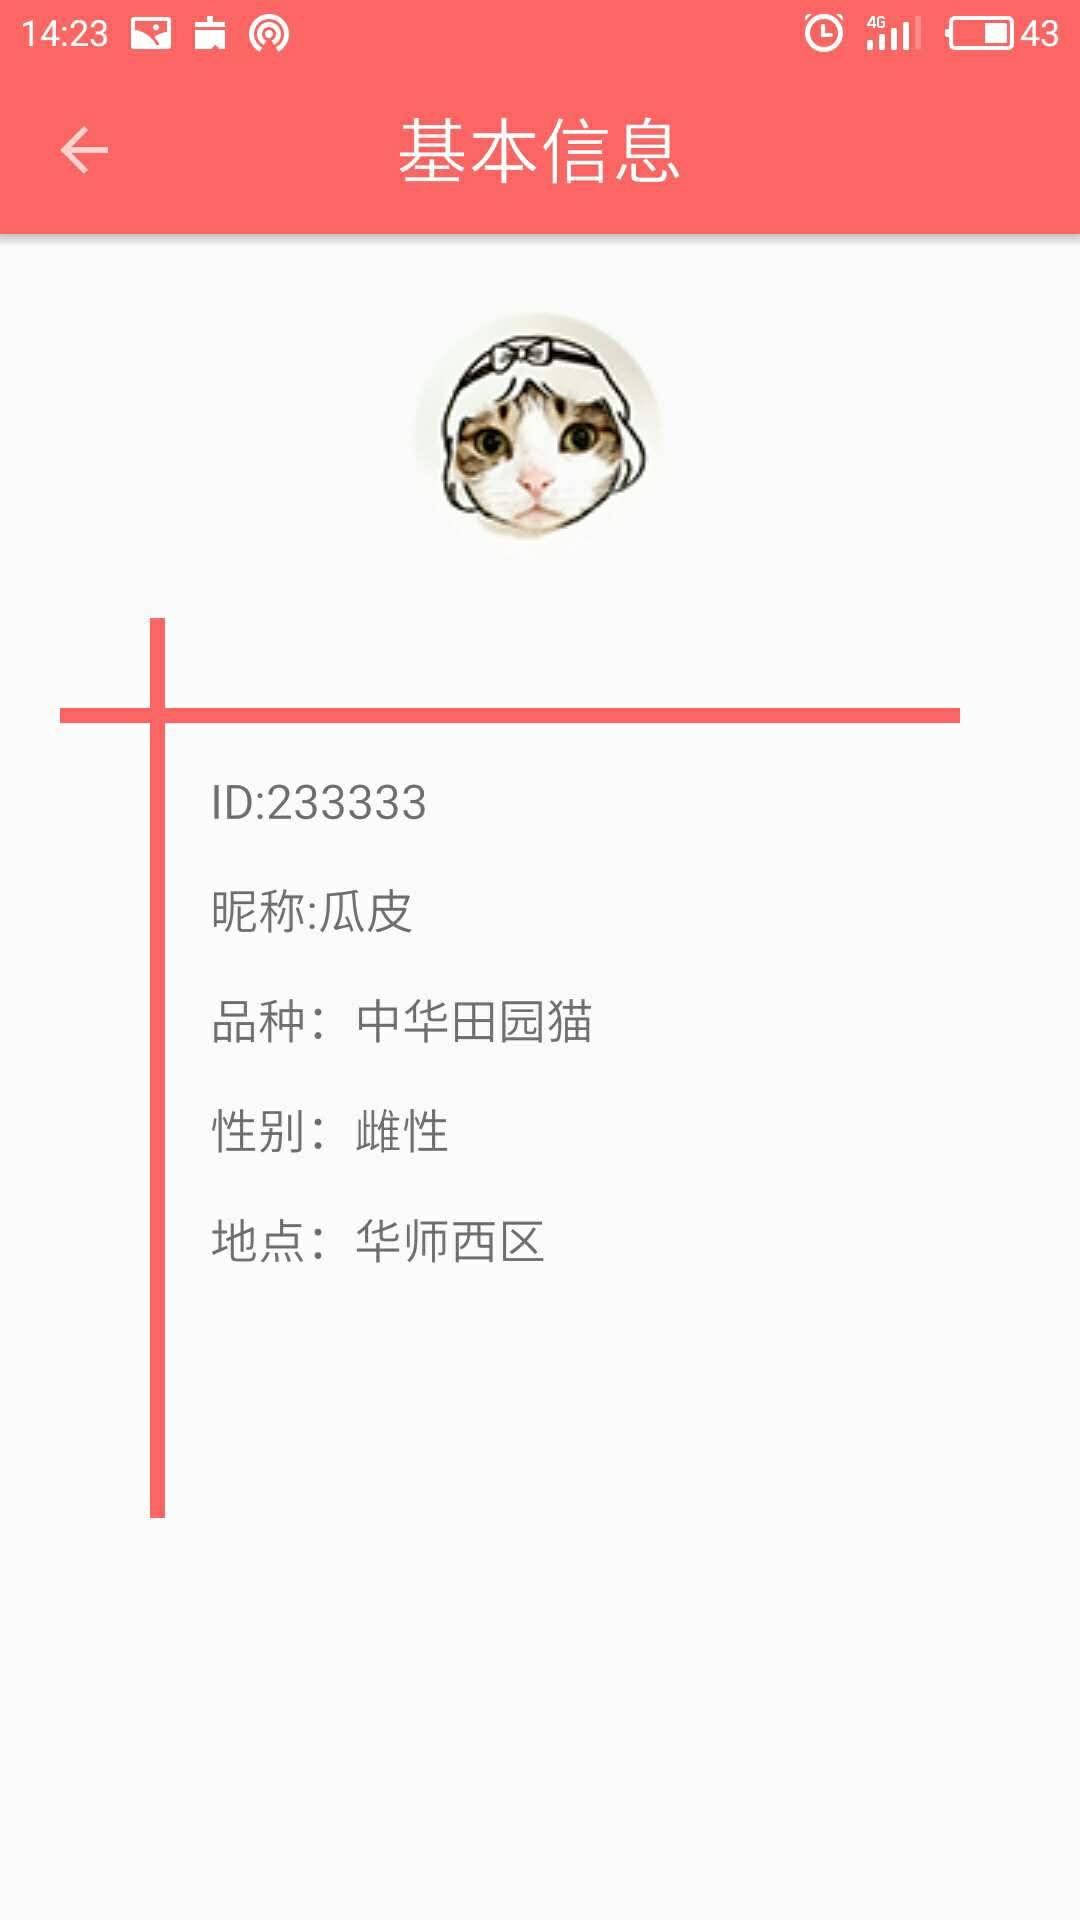 14:23 4G 43
基本信息
ID:233333
昵称:瓜皮
品种：中华田园猫
性别：雌性
地点：华师西区